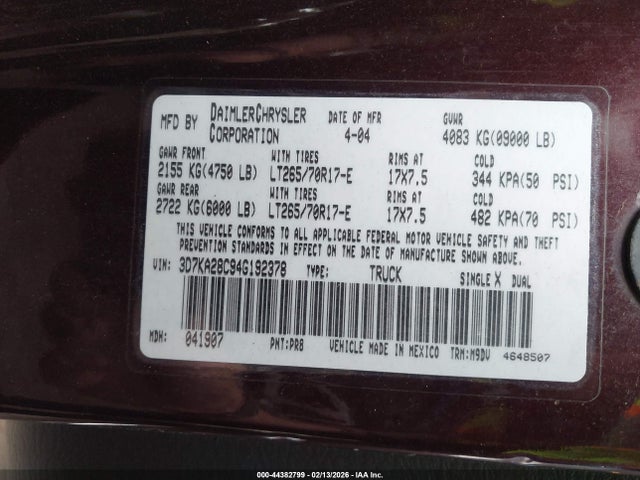 MFD BY DAIMLERCHRYSLER CORPORATION DATE OF MFR 4-04 GVWR 4083 KG(09000 LB)
GAWR FRONT WITH TIRES RIMS AT COLD
2155 KG(4750 LB) LT265/70R17-E 17X7.5 344 KPA(50 PSI)
GAWR REAR WITH TIRES RIMS AT COLD
2722 KG(6000 LB) LT265/70R17-E 17X7.5 482 KPA(70 PSI)
THIS VEHICLE CONFORMS TO ALL APPLICABLE FEDERAL MOTOR VEHICLE SAFETY AND THEFT
PREVENTION STANDARDS IN EFFECT ON THE DATE OF MANUFACTURE SHOWN ABOVE.
VIN: 3D7KA28C94G192378 TYPE: TRUCK SINGLE X DUAL
MDH: 041907 PNT:PR8 VEHICLE MADE IN MEXICO TRM:M9DV 4648507
000-44382799 - 02/13/2026 - IAA Inc.